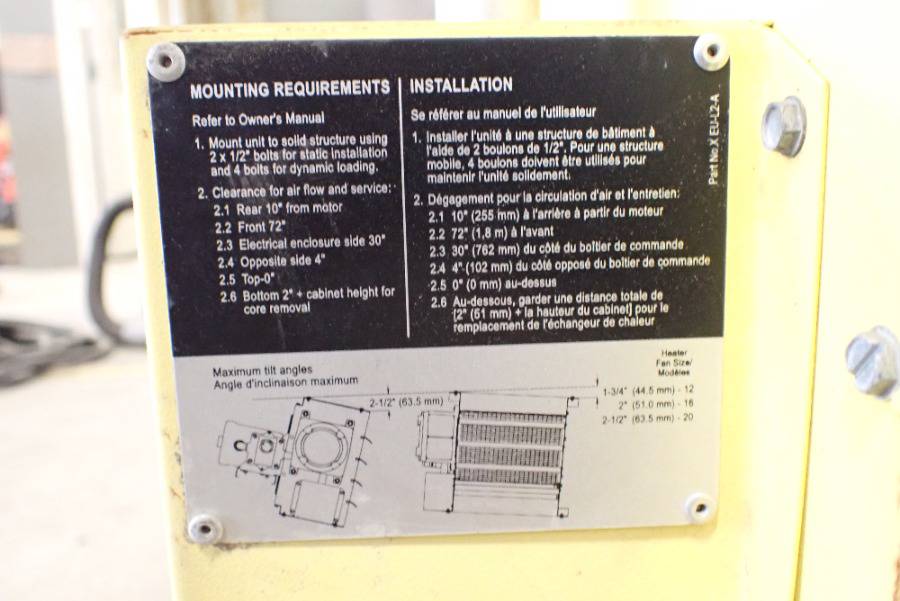 MOUNTING REQUIREMENTS
Refer to Owner's Manual
1. Mount unit to solid structure using
2 x 1/2" bolts for static installation
and 4 bolts for dynamic loading.
2. Clearance for air flow and service:
2.1 Rear 10" from motor
2.2 Front 72"
2.3 Electrical enclosure side 30"
2.4 Opposite side 4"
2.5 Top-0"
2.6 Bottom 2" + cabinet height for
core removal
INSTALLATION
Se référer au manuel de l'utilisateur
1. Installer l'unité à une structure de bâtiment à
l'aide de 2 boulons de 1/2". Pour une structure
mobile, 4 boulons doivent être utilisés pour
maintenir l'unité solidement.
2. Dégagement pour la circulation d'air et l'entretien:
2.1 10" (255 mm) à l'arrière à partir du moteur
2.2 72" (1,8 m) à l'avant
2.3 30" (762 mm) du côté du boîtier de commande
2.4 4" (102 mm) du côté opposé du boîtier de commande
2.5 0" (0 mm) au-dessus
2.6 Au-dessous, garder une distance totale de
[2" (51 mm) + la hauteur du cabinet] pour le
remplacement de l'échangeur de chaleur
Part No.X EU-L2-A
Maximum tilt angles
Angle d'inclinaison maximum
2-1/2" (63.5 mm)
Heater
Fan Size/
Modèles
1-3/4" (44.5 mm) - 12
2" (51.0 mm) - 16
2-1/2" (63.5 mm) - 20